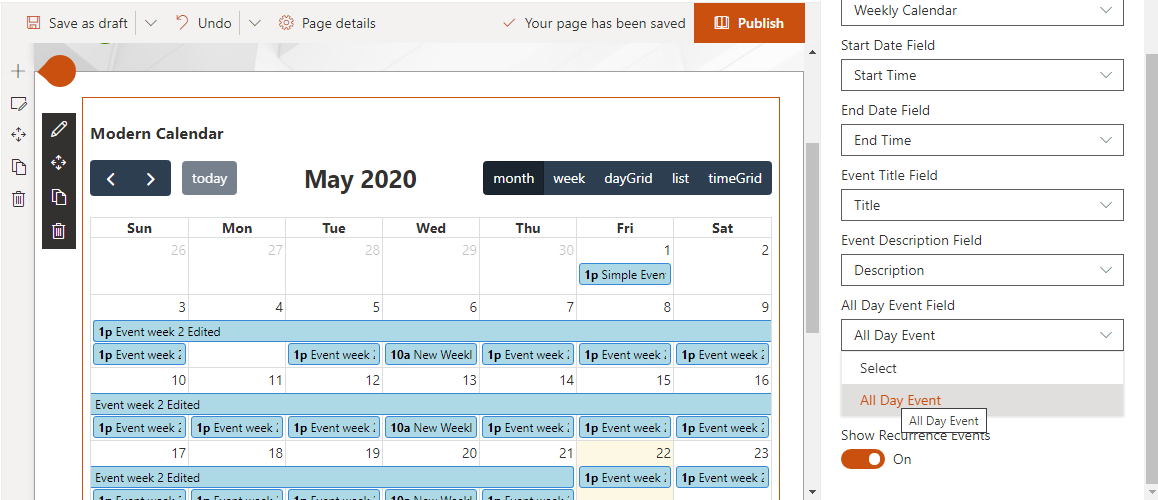 Save as draft Undo Page details Your page has been saved Publish
Modern Calendar
today May 2020 month week dayGrid list timeGrid
Sun Mon Tue Wed Thu Fri Sat
26 27 28 29 30 1 2
1p Simple Even
3 4 5 6 7 8 9
1p Event week 2 Edited
1p Event week 2 1p Event week 2 10a New Weekl 1p Event week 2 1p Event week 2 1p Event week 2
10 11 12 13 14 15 16
Event week 2 Edited
1p Event week 2 1p Event week 2 1p Event week 2 10a New Weekl 1p Event week 2 1p Event week 2 1p Event week 2
17 18 19 20 21 22 23
Event week 2 Edited
1p Event week 2 1p Event week 2
Weekly Calendar
Start Date Field
Start Time
End Date Field
End Time
Event Title Field
Title
Event Description Field
Description
All Day Event Field
All Day Event
Select
All Day Event
All Day Event
Show Recurrence Events
On